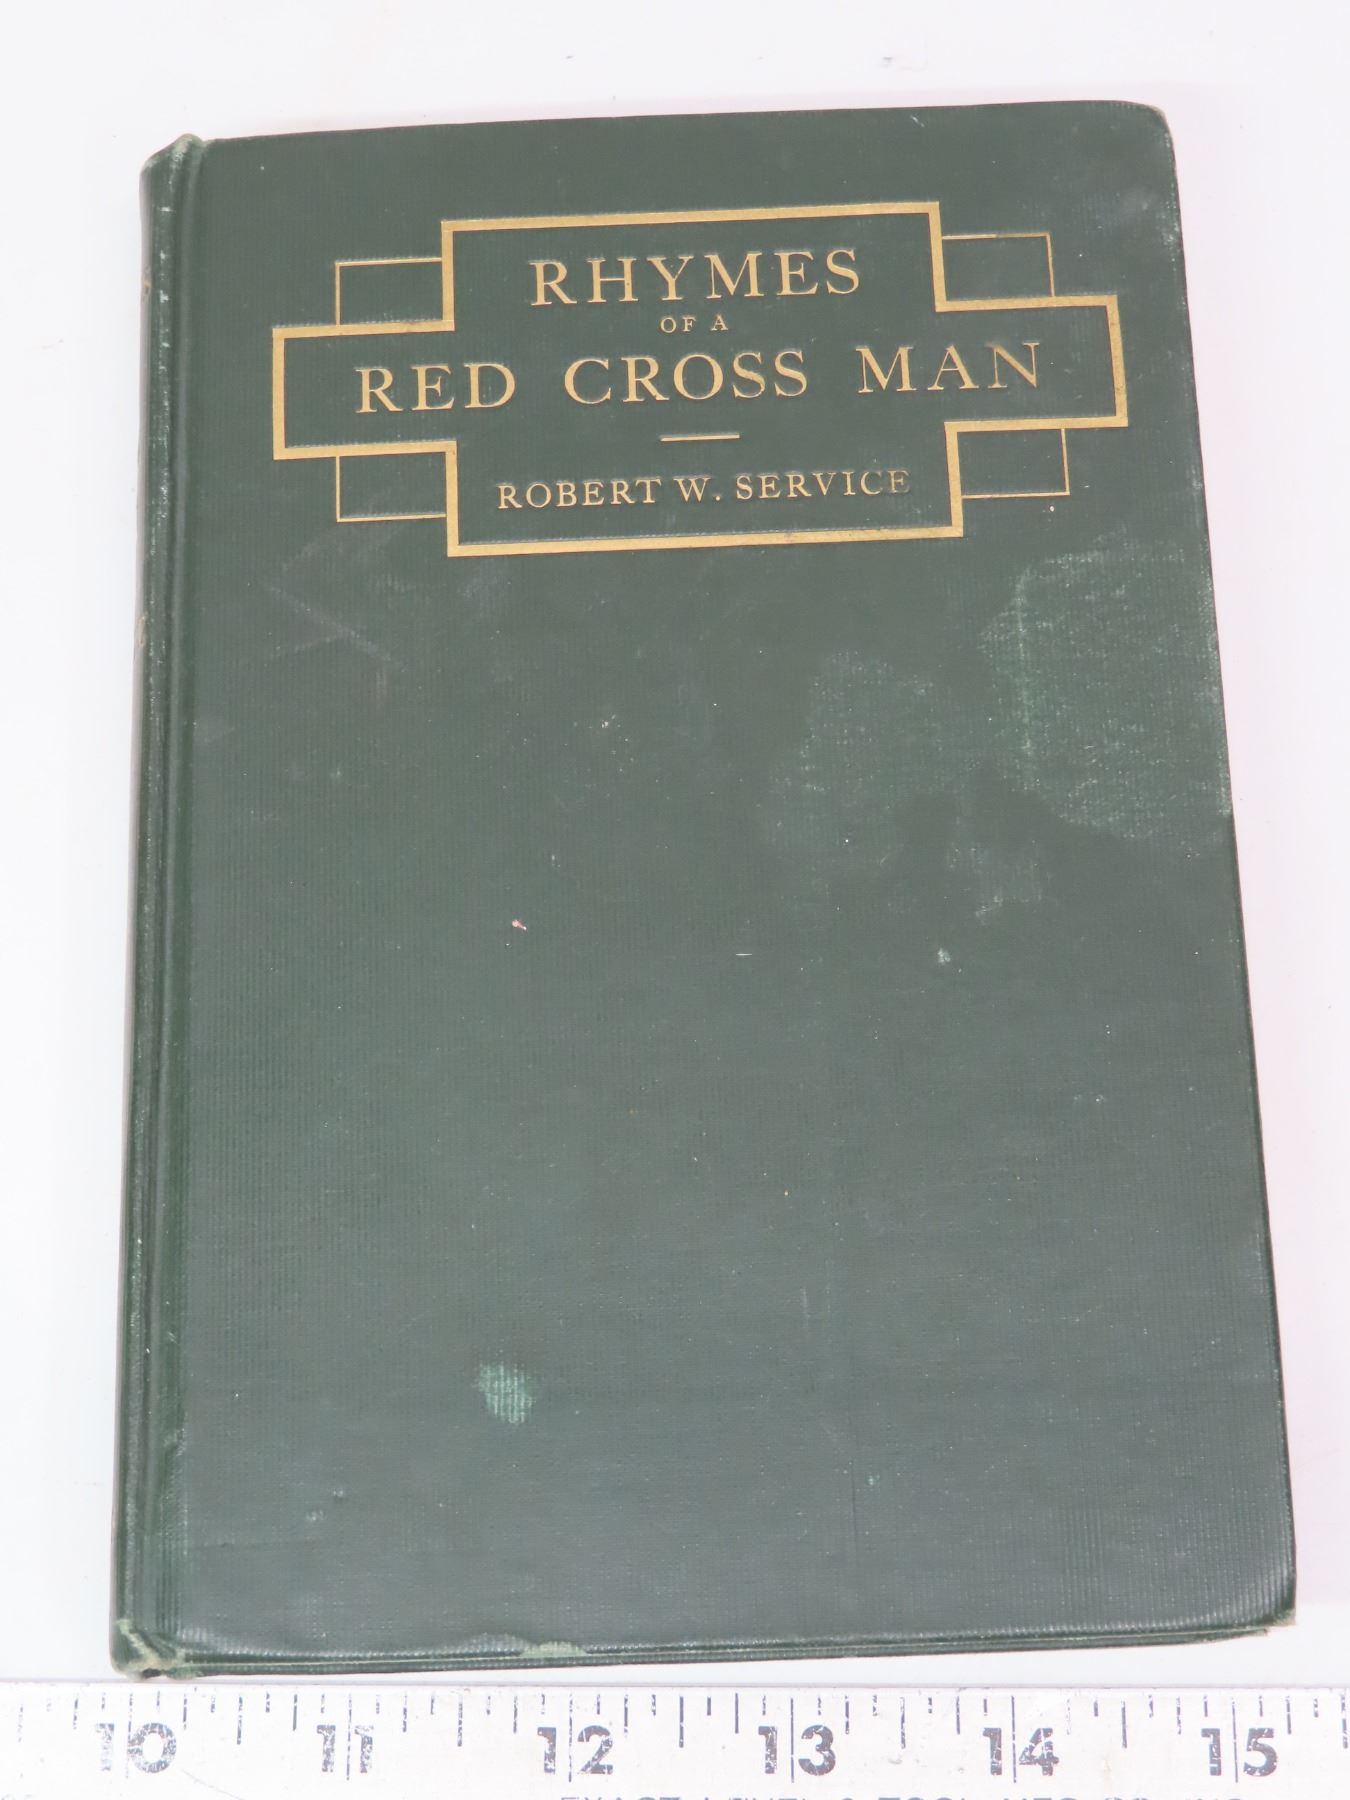 RHYMES
OF A
RED CROSS MAN
ROBERT W. SERVICE
10 11 12 13 14 15